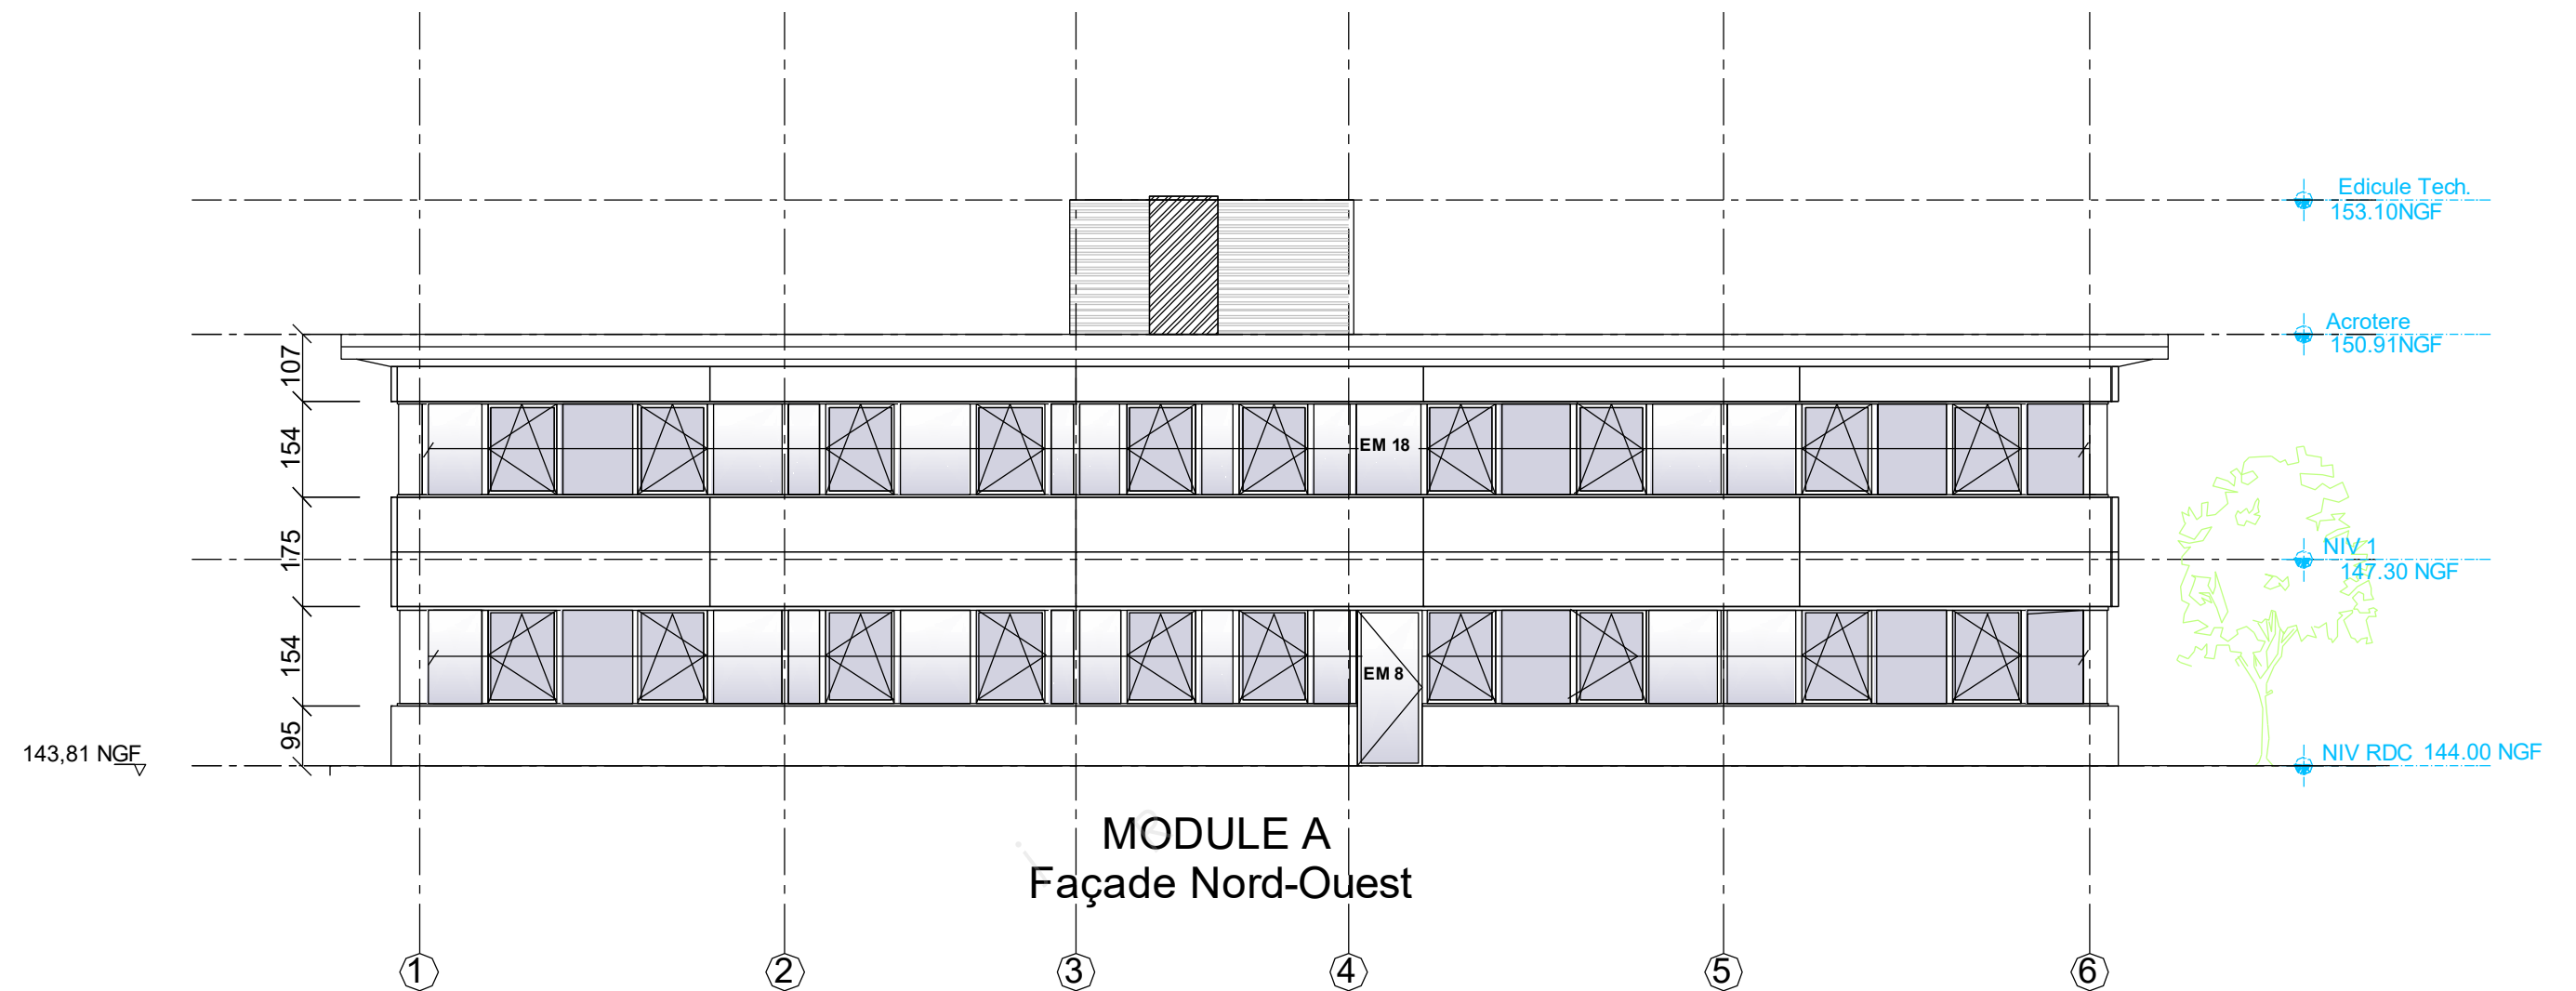 Edicule Tech.
153.10NGF
Acrotere
150.91NGF
107
154
EM 18
175
NIV 1
147.30 NGF
154
EM 8
95
143,81 NGF
NIV RDC 144.00 NGF
MODULE A
Façade Nord-Ouest
1 2 3 4 5 6